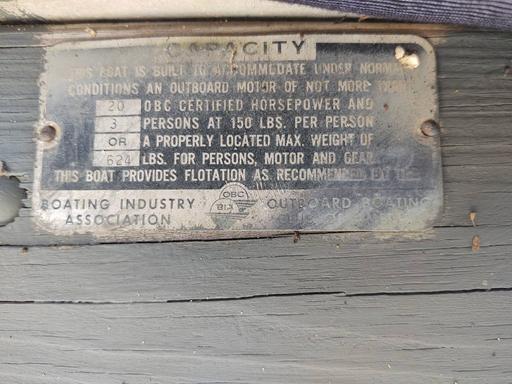 CAPACITY
THIS BOAT IS BUILT TO ACCOMMODATE UNDER NORMAL
CONDITIONS AN OUTBOARD MOTOR OF NOT MORE THAN
20 OBC CERTIFIED HORSEPOWER AND
3 PERSONS AT 150 LBS. PER PERSON
OR A PROPERLY LOCATED MAX. WEIGHT OF
624 LBS. FOR PERSONS, MOTOR AND GEAR
THIS BOAT PROVIDES FLOTATION AS RECOMMENDED BY THE
OBC
BIA
BOATING INDUSTRY OUTBOARD BOATING
ASSOCIATION